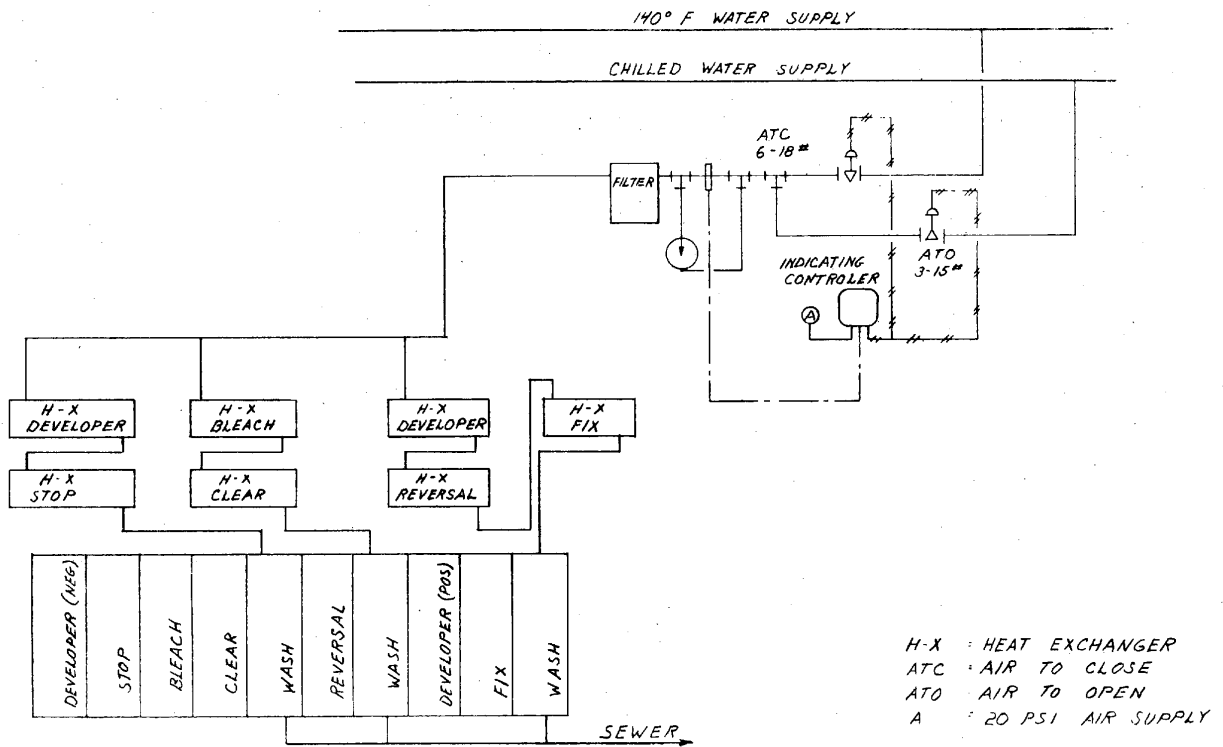 140° F WATER SUPPLY
CHILLED WATER SUPPLY
ATC
6-18#
FILTER
ATO
3-15#
INDICATING
CONTROLER
A
H-X
DEVELOPER
H-X
BLEACH
H-X
DEVELOPER
H-X
FIX
H-X
STOP
H-X
CLEAR
H-X
REVERSAL
DEVELOPER (NEG)
STOP
BLEACH
CLEAR
WASH
REVERSAL
WASH
DEVELOPER (POS)
FIX
WASH
SEWER
H-X : HEAT EXCHANGER
ATC : AIR TO CLOSE
ATO : AIR TO OPEN
A : 20 PSI AIR SUPPLY